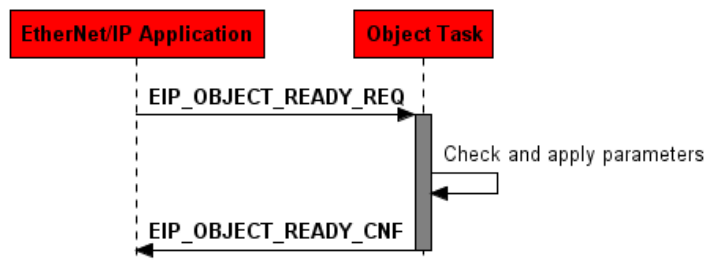 EtherNet/IP Application
Object Task
EIP_OBJECT_READY_REQ
Check and apply parameters
EIP_OBJECT_READY_CNF